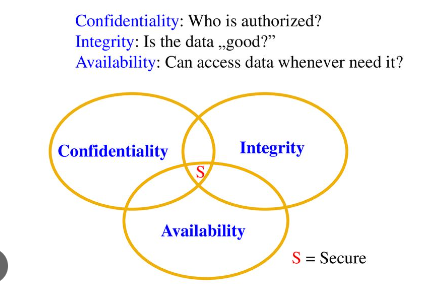 Confidentiality: Who is authorized?
Integrity: Is the data „good?”
Availability: Can access data whenever need it?
Confidentiality
Integrity
S
Availability
S = Secure